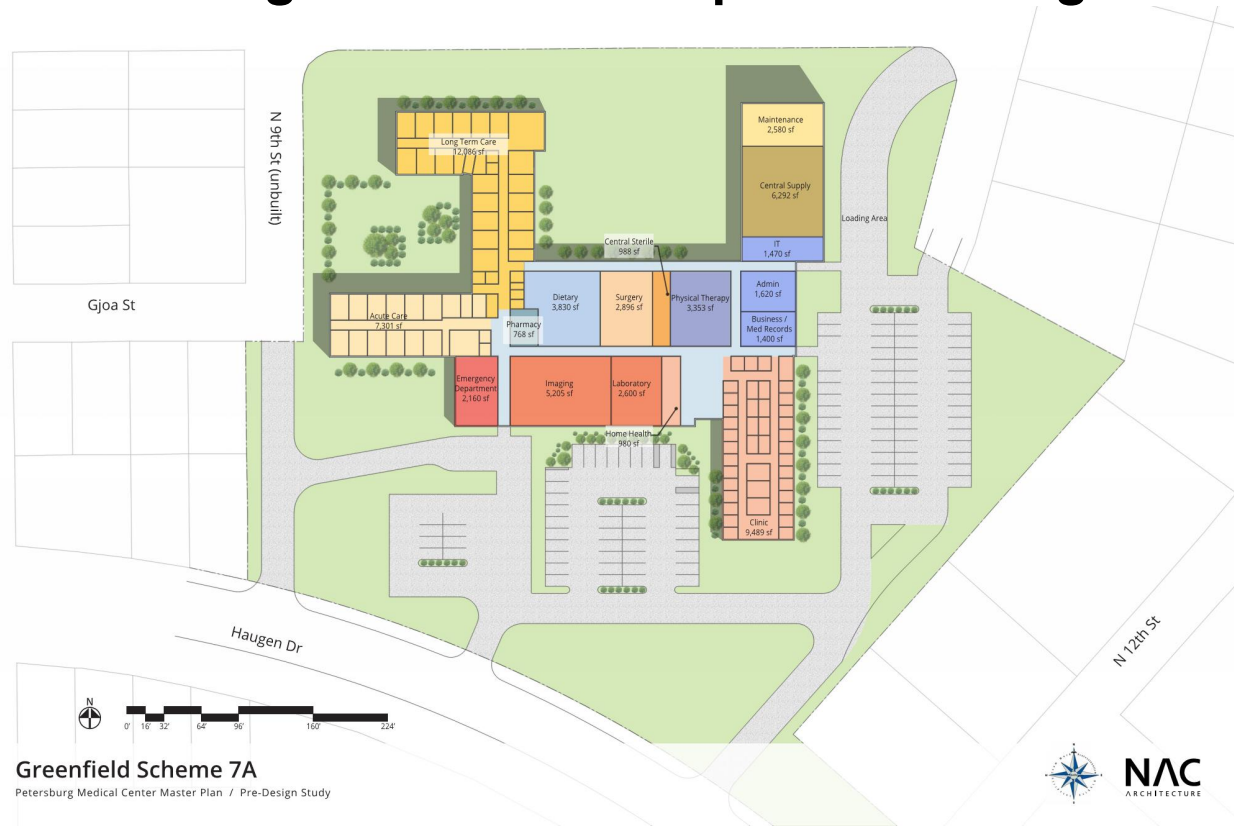 N 9th St (unbuilt)
Gjoa St
Long Term Care
12,086 sf
Maintenance
2,580 sf
Central Supply
6,292 sf
Loading Area
IT
1,470 sf
Central Sterile
988 sf
Dietary
3,830 sf
Surgery
2,896 sf
Physical Therapy
3,353 sf
Admin
1,620 sf
Business /
Med Records
1,400 sf
Acute Care
7,301 sf
Pharmacy
768 sf
Emergency
Department
2,160 sf
Imaging
5,205 sf
Laboratory
2,600 sf
Home Health
980 sf
Clinic
9,489 sf
Haugen Dr
N 12th St
N
0' 16' 32' 64' 96' 160' 224'
Greenfield Scheme 7A
Petersburg Medical Center Master Plan / Pre-Design Study
NAC
ARCHITECTURE